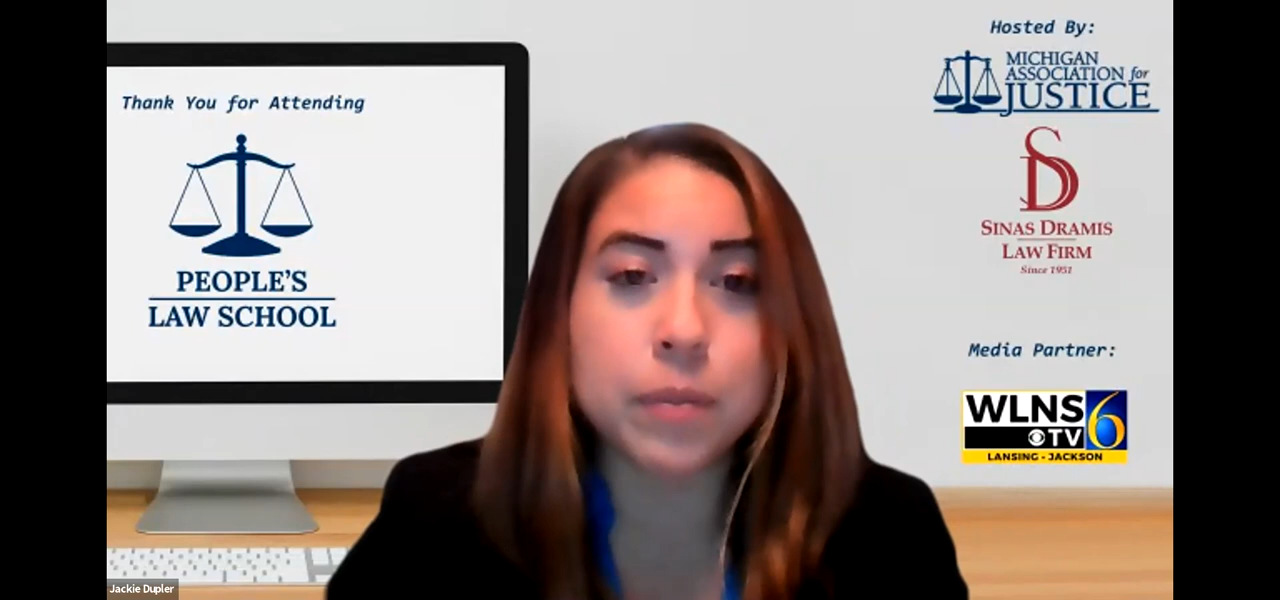 Thank You for Attending
PEOPLE'S
LAW SCHOOL
Hosted By:
MICHIGAN
ASSOCIATION for
JUSTICE
SD
SINAS DRAMIS
LAW FIRM
Since 1951
Media Partner:
WLNS 6
TV
LANSING - JACKSON
Jackie Dupler